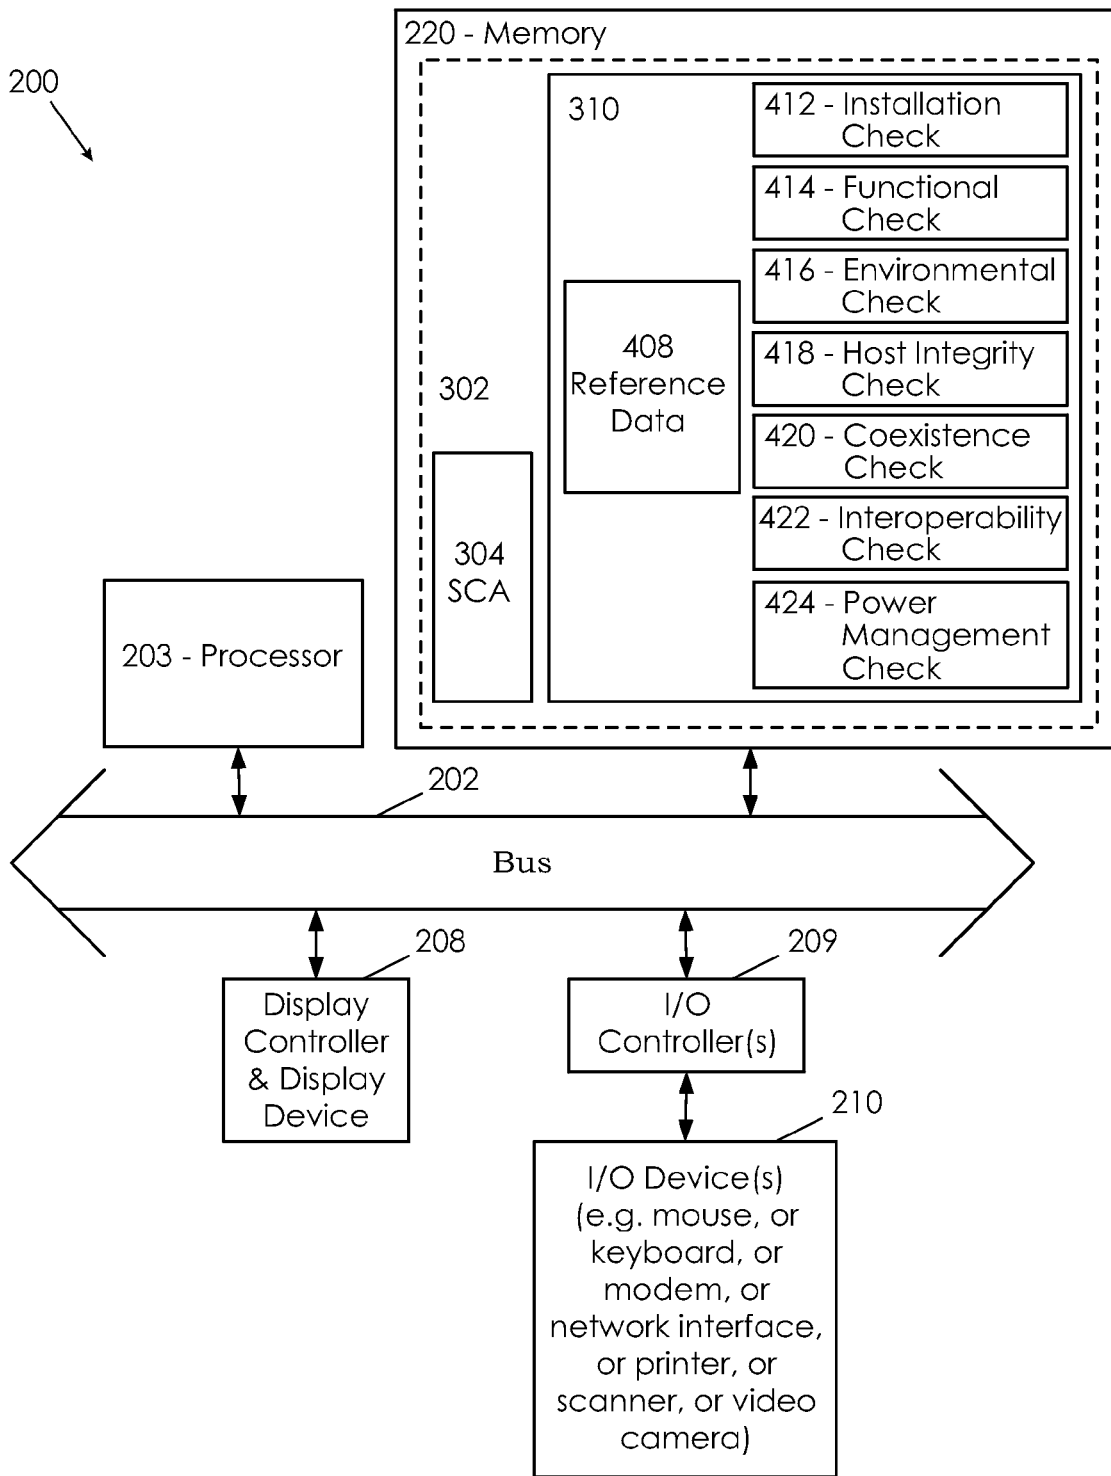 220 - Memory
200
310
412 - Installation
Check
414 - Functional
Check
416 - Environmental
Check
418 - Host Integrity
Check
420 - Coexistence
Check
422 - Interoperability
Check
424 - Power
Management
Check
408
Reference
Data
302
304
SCA
203 - Processor
202
Bus
208
Display
Controller
& Display
Device
209
I/O
Controller(s)
210
I/O Device(s)
(e.g. mouse, or
keyboard, or
modem, or
network interface,
or printer, or
scanner, or video
camera)